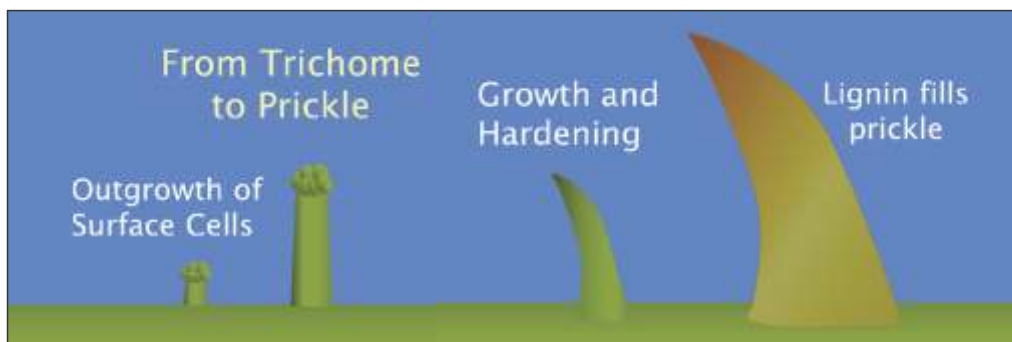 From Trichome
to Prickle
Outgrowth of
Surface Cells
Growth and
Hardening
Lignin fills
prickle